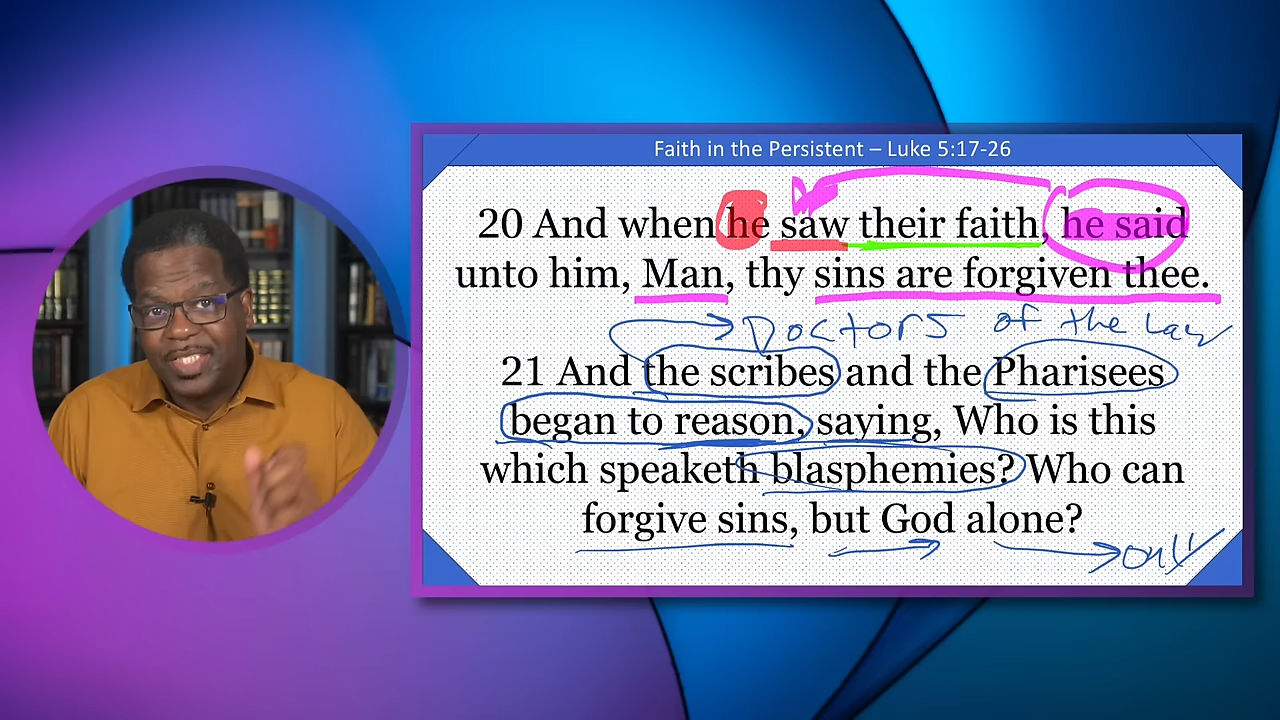 Faith in the Persistent – Luke 5:17-26
20 And when he saw their faith, he said
unto him, Man, thy sins are forgiven thee.
Doctors of the Law
21 And the scribes and the Pharisees
began to reason, saying, Who is this
which speaketh blasphemies? Who can
forgive sins, but God alone?
only